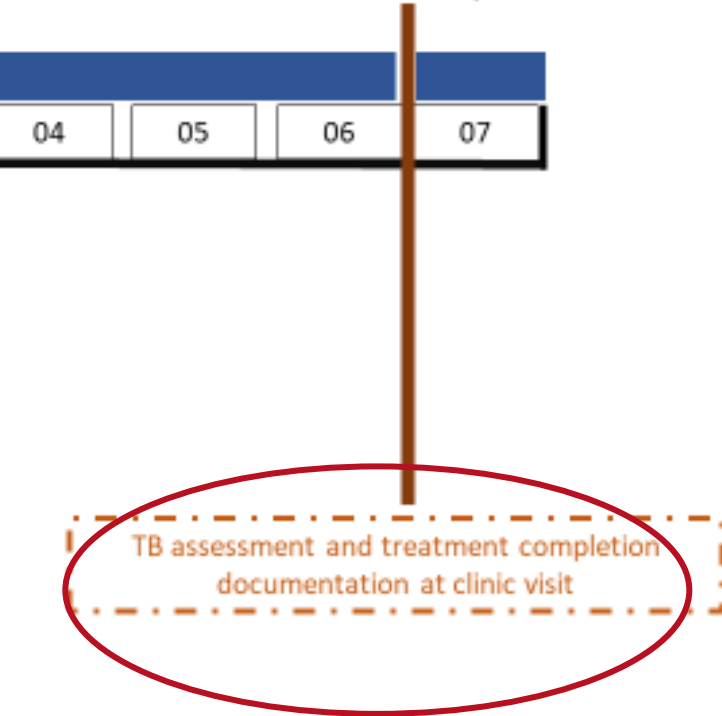 04 05 06 07
TB assessment and treatment completion
documentation at clinic visit